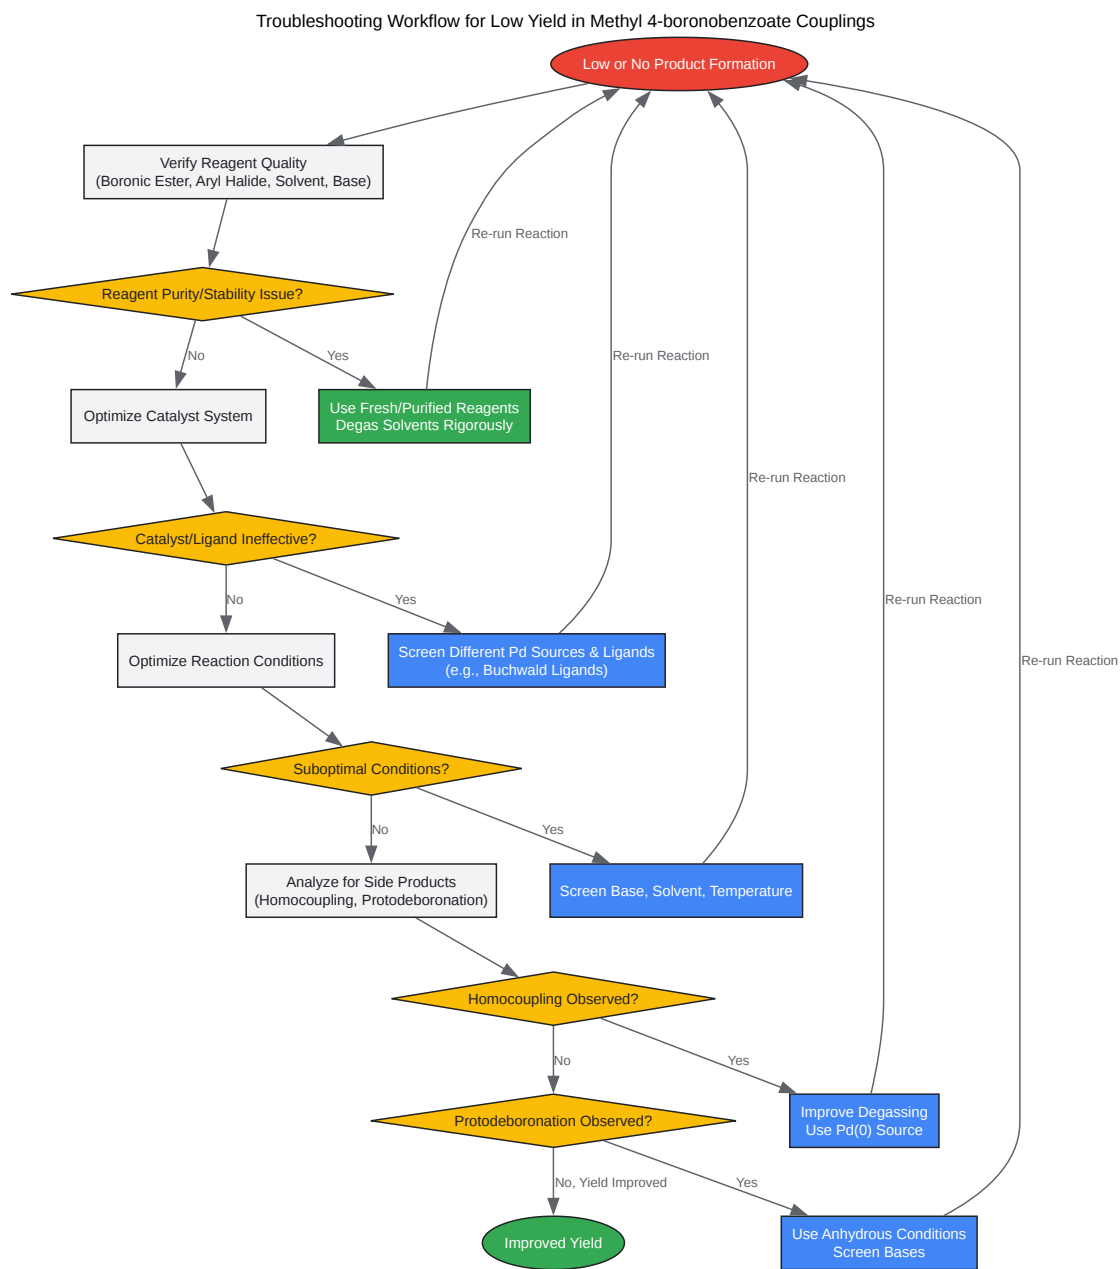 Troubleshooting Workflow for Low Yield in Methyl 4-boronobenzoate Couplings
Low or No Product Formation
Verify Reagent Quality
(Boronic Ester, Aryl Halide, Solvent, Base)
Re-run Reaction
Reagent Purity/Stability Issue?
No
Yes
Re-run Reaction
Optimize Catalyst System
Use Fresh/Purified Reagents
Degas Solvents Rigorously
Re-run Reaction
Catalyst/Ligand Ineffective?
No
Yes
Re-run Reaction
Optimize Reaction Conditions
Screen Different Pd Sources & Ligands
(e.g., Buchwald Ligands)
Re-run Reaction
Suboptimal Conditions?
No
Yes
Analyze for Side Products
(Homocoupling, Protodeboronation)
Screen Base, Solvent, Temperature
Homocoupling Observed?
No
Yes
Improve Degassing
Use Pd(0) Source
Protodeboronation Observed?
No, Yield Improved
Yes
Improved Yield
Use Anhydrous Conditions
Screen Bases